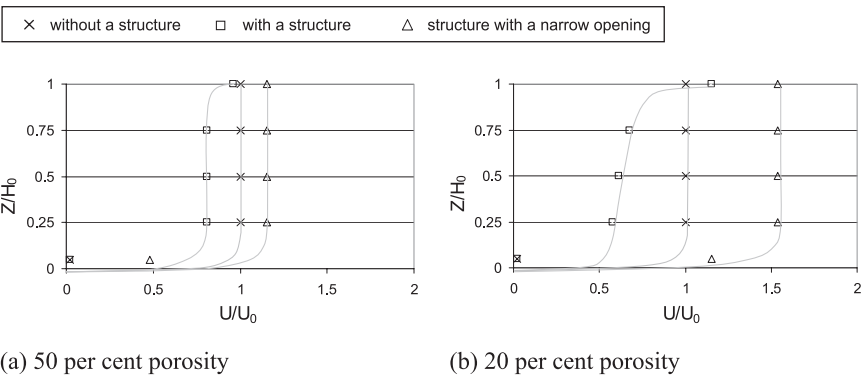 without a structure
with a structure
structure with a narrow opening
1
0.75
0.5
0.25
0
Z/H0
0
0.5
1
1.5
2
U/U0
1
0.75
0.5
0.25
0
Z/H0
0
0.5
1
1.5
2
U/U0
(a) 50 per cent porosity
(b) 20 per cent porosity